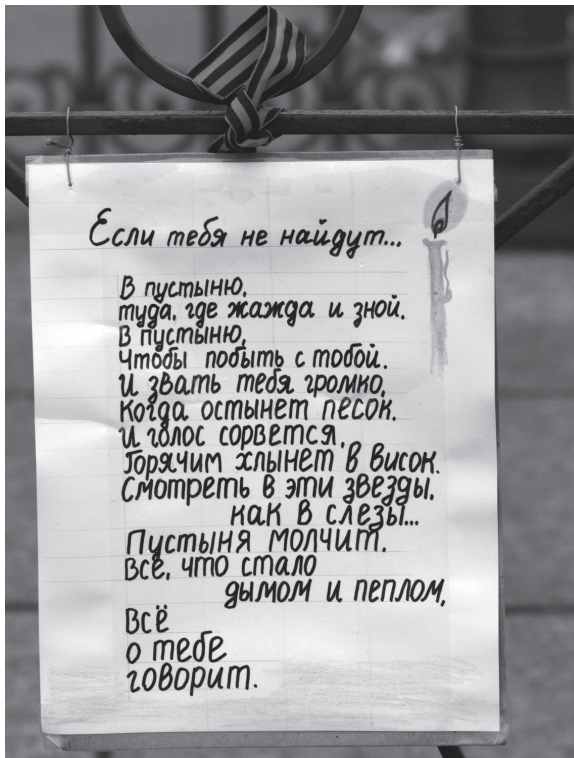 Если тебя не найдут...
В пустыню,
туда, где жажда и зной.
В пустыню,
Чтобы побыть с тобой.
И звать тебя громко,
Когда остынет песок.
И голос сорвется,
Горячим хлынет в висок.
Смотреть в эти звезды,
как в слезы...
Пустыня молчит.
Всё, что стало
дымом и пеплом,
Всё
о тебе
говорит.